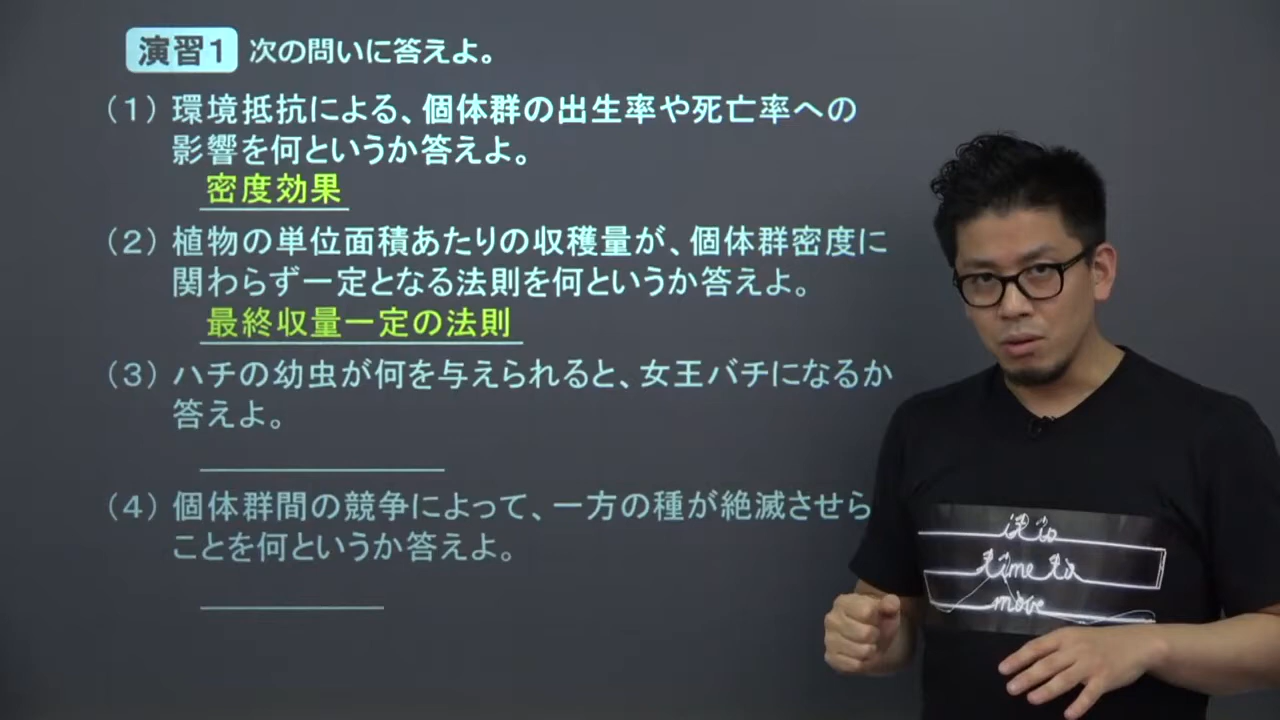 演習1 次の問いに答えよ。
(1) 環境抵抗による、個体群の出生率や死亡率への
影響を何というか答えよ。
密度効果
(2) 植物の単位面積あたりの収穫量が、個体群密度に
関わらず一定となる法則を何というか答えよ。
最終収量一定の法則
(3) ハチの幼虫が何を与えられると、女王バチになるか
答えよ。
(4) 個体群間の競争によって、一方の種が絶滅させら
ことを何というか答えよ。
it is
time to
move